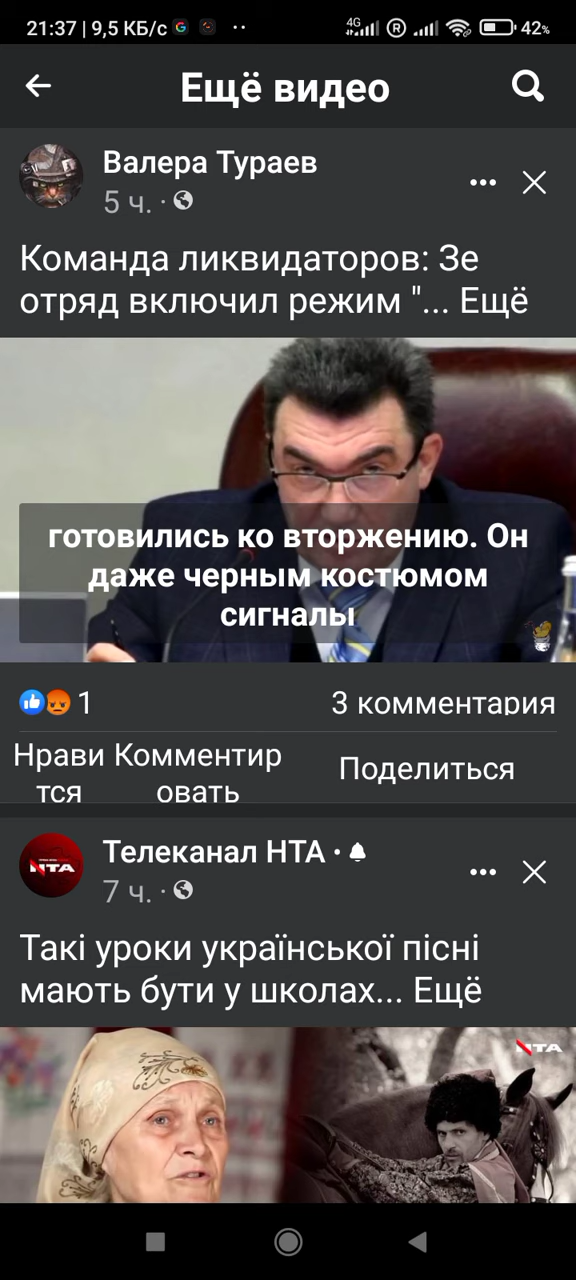 21:37 | 9,5 КБ/с G ·· 4G R 42%
Ещё видео
Валера Тураев
5 ч. ·
Команда ликвидаторов: Зе
отряд включил режим "... Ещё
готовились ко вторжению. Он
даже черным костюмом
сигналы
1 3 комментария
Нрави
тся
Комментир
овать
Поделиться
NTA
Телеканал НТА ·
7 ч. ·
Такі уроки української пісні
мають бути у школах... Ещё
NTA